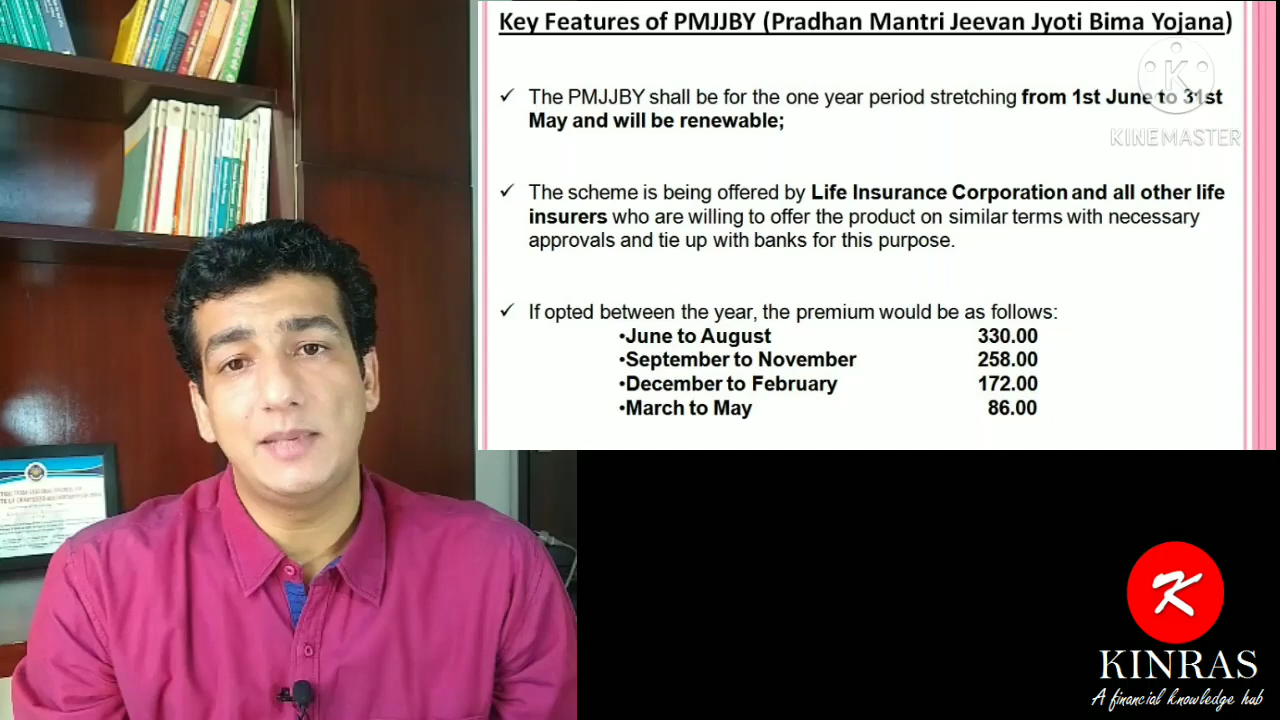 Key Features of PMJJBY (Pradhan Mantri Jeevan Jyoti Bima Yojana)
✓ The PMJJBY shall be for the one year period stretching from 1st June to 31st
May and will be renewable;
KINEMASTER
✓ The scheme is being offered by Life Insurance Corporation and all other life
insurers who are willing to offer the product on similar terms with necessary
approvals and tie up with banks for this purpose.
✓ If opted between the year, the premium would be as follows:
•June to August 330.00
•September to November 258.00
•December to February 172.00
•March to May 86.00
K
KINRAS
A financial knowledge hub